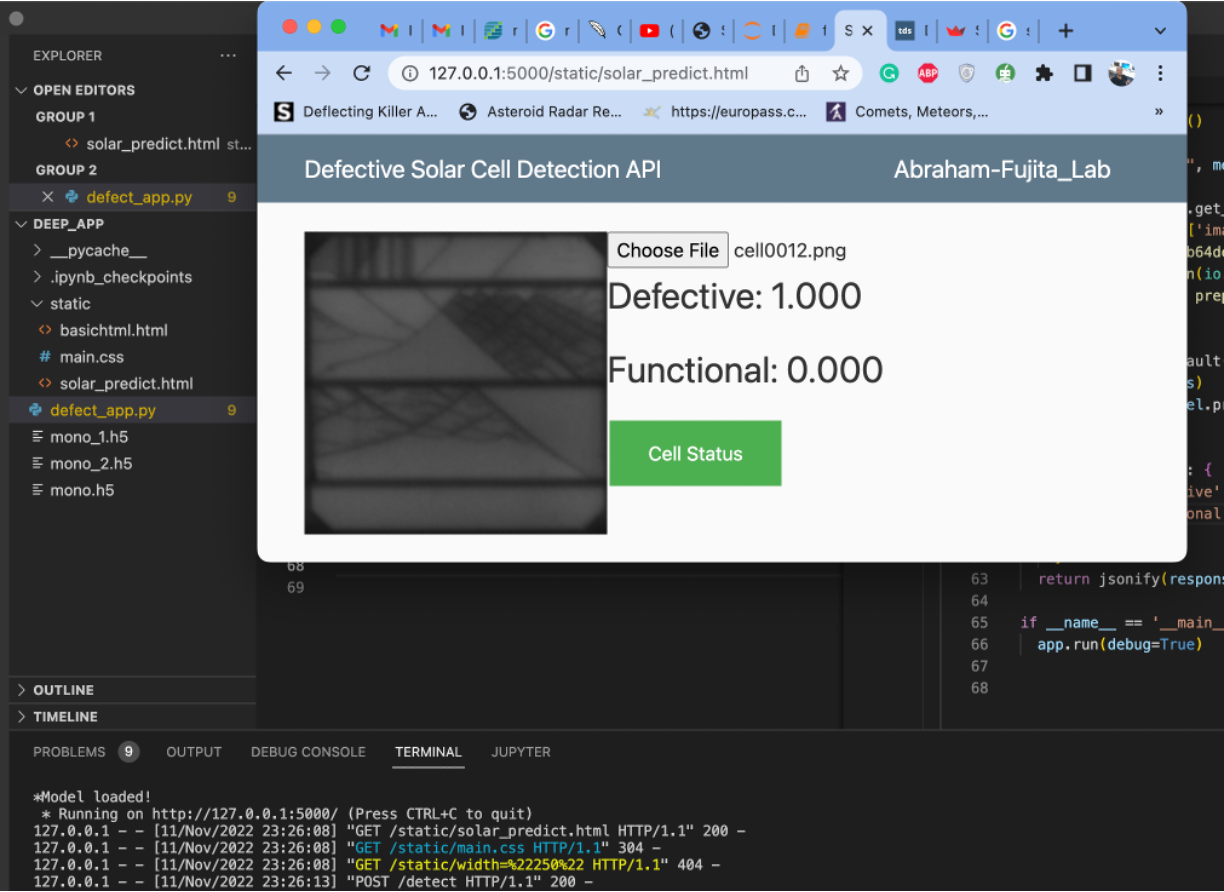 EXPLORER ...
OPEN EDITORS
GROUP 1
<> solar_predict.html st...
GROUP 2
defect_app.py 9
DEEP_APP
__pycache__
.ipynb_checkpoints
static
<> basichtml.html
# main.css
<> solar_predict.html
defect_app.py 9
mono_1.h5
mono_2.h5
mono.h5
OUTLINE
TIMELINE
127.0.0.1:5000/static/solar_predict.html
ABP
Deflecting Killer A... Asteroid Radar Re... https://europass.c... Comets, Meteors,... »
Defective Solar Cell Detection API Abraham-Fujita_Lab
Choose File cell0012.png
Defective: 1.000
Functional: 0.000
Cell Status
68
69
63 return jsonify(respons
64
65 if __name__ == '__main_
66 app.run(debug=True)
67
68
PROBLEMS 9 OUTPUT DEBUG CONSOLE TERMINAL JUPYTER
*Model loaded!
* Running on http://127.0.0.1:5000/ (Press CTRL+C to quit)
127.0.0.1 - - [11/Nov/2022 23:26:08] "GET /static/solar_predict.html HTTP/1.1" 200 -
127.0.0.1 - - [11/Nov/2022 23:26:08] "GET /static/main.css HTTP/1.1" 304 -
127.0.0.1 - - [11/Nov/2022 23:26:08] "GET /static/width=%22250%22 HTTP/1.1" 404 -
127.0.0.1 - - [11/Nov/2022 23:26:13] "POST /detect HTTP/1.1" 200 -